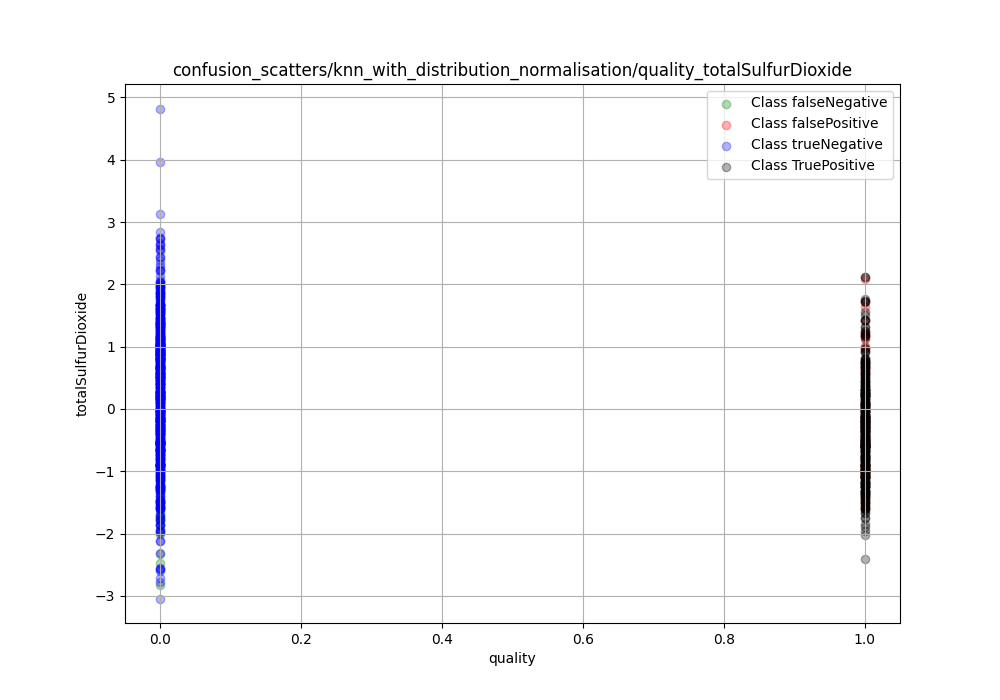 confusion_scatters/knn_with_distribution_normalisation/quality_totalSulfurDioxide
Class falseNegative
Class falsePositive
Class trueNegative
Class TruePositive
5
4
3
2
1
0
−1
−2
−3
totalSulfurDioxide
0.0 0.2 0.4 0.6 0.8 1.0
quality